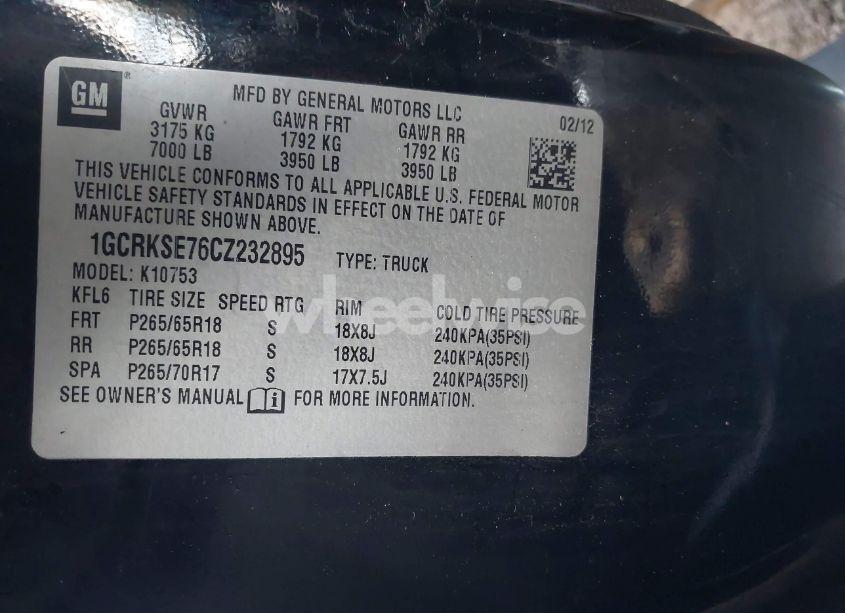 GM ®
MFD BY GENERAL MOTORS LLC
02/12
GVWR GAWR FRT GAWR RR
3175 KG 1792 KG 1792 KG
7000 LB 3950 LB 3950 LB
THIS VEHICLE CONFORMS TO ALL APPLICABLE U.S. FEDERAL MOTOR
VEHICLE SAFETY STANDARDS IN EFFECT ON THE DATE OF
MANUFACTURE SHOWN ABOVE.
1GCRKSE76CZ232895 TYPE: TRUCK
MODEL: K10753
KFL6 TIRE SIZE SPEED RTG RIM COLD TIRE PRESSURE
FRT P265/65R18 S 18X8J 240KPA(35PSI)
RR P265/65R18 S 18X8J 240KPA(35PSI)
SPA P265/70R17 S 17X7.5J 240KPA(35PSI)
SEE OWNER'S MANUAL FOR MORE INFORMATION.
wheelwise